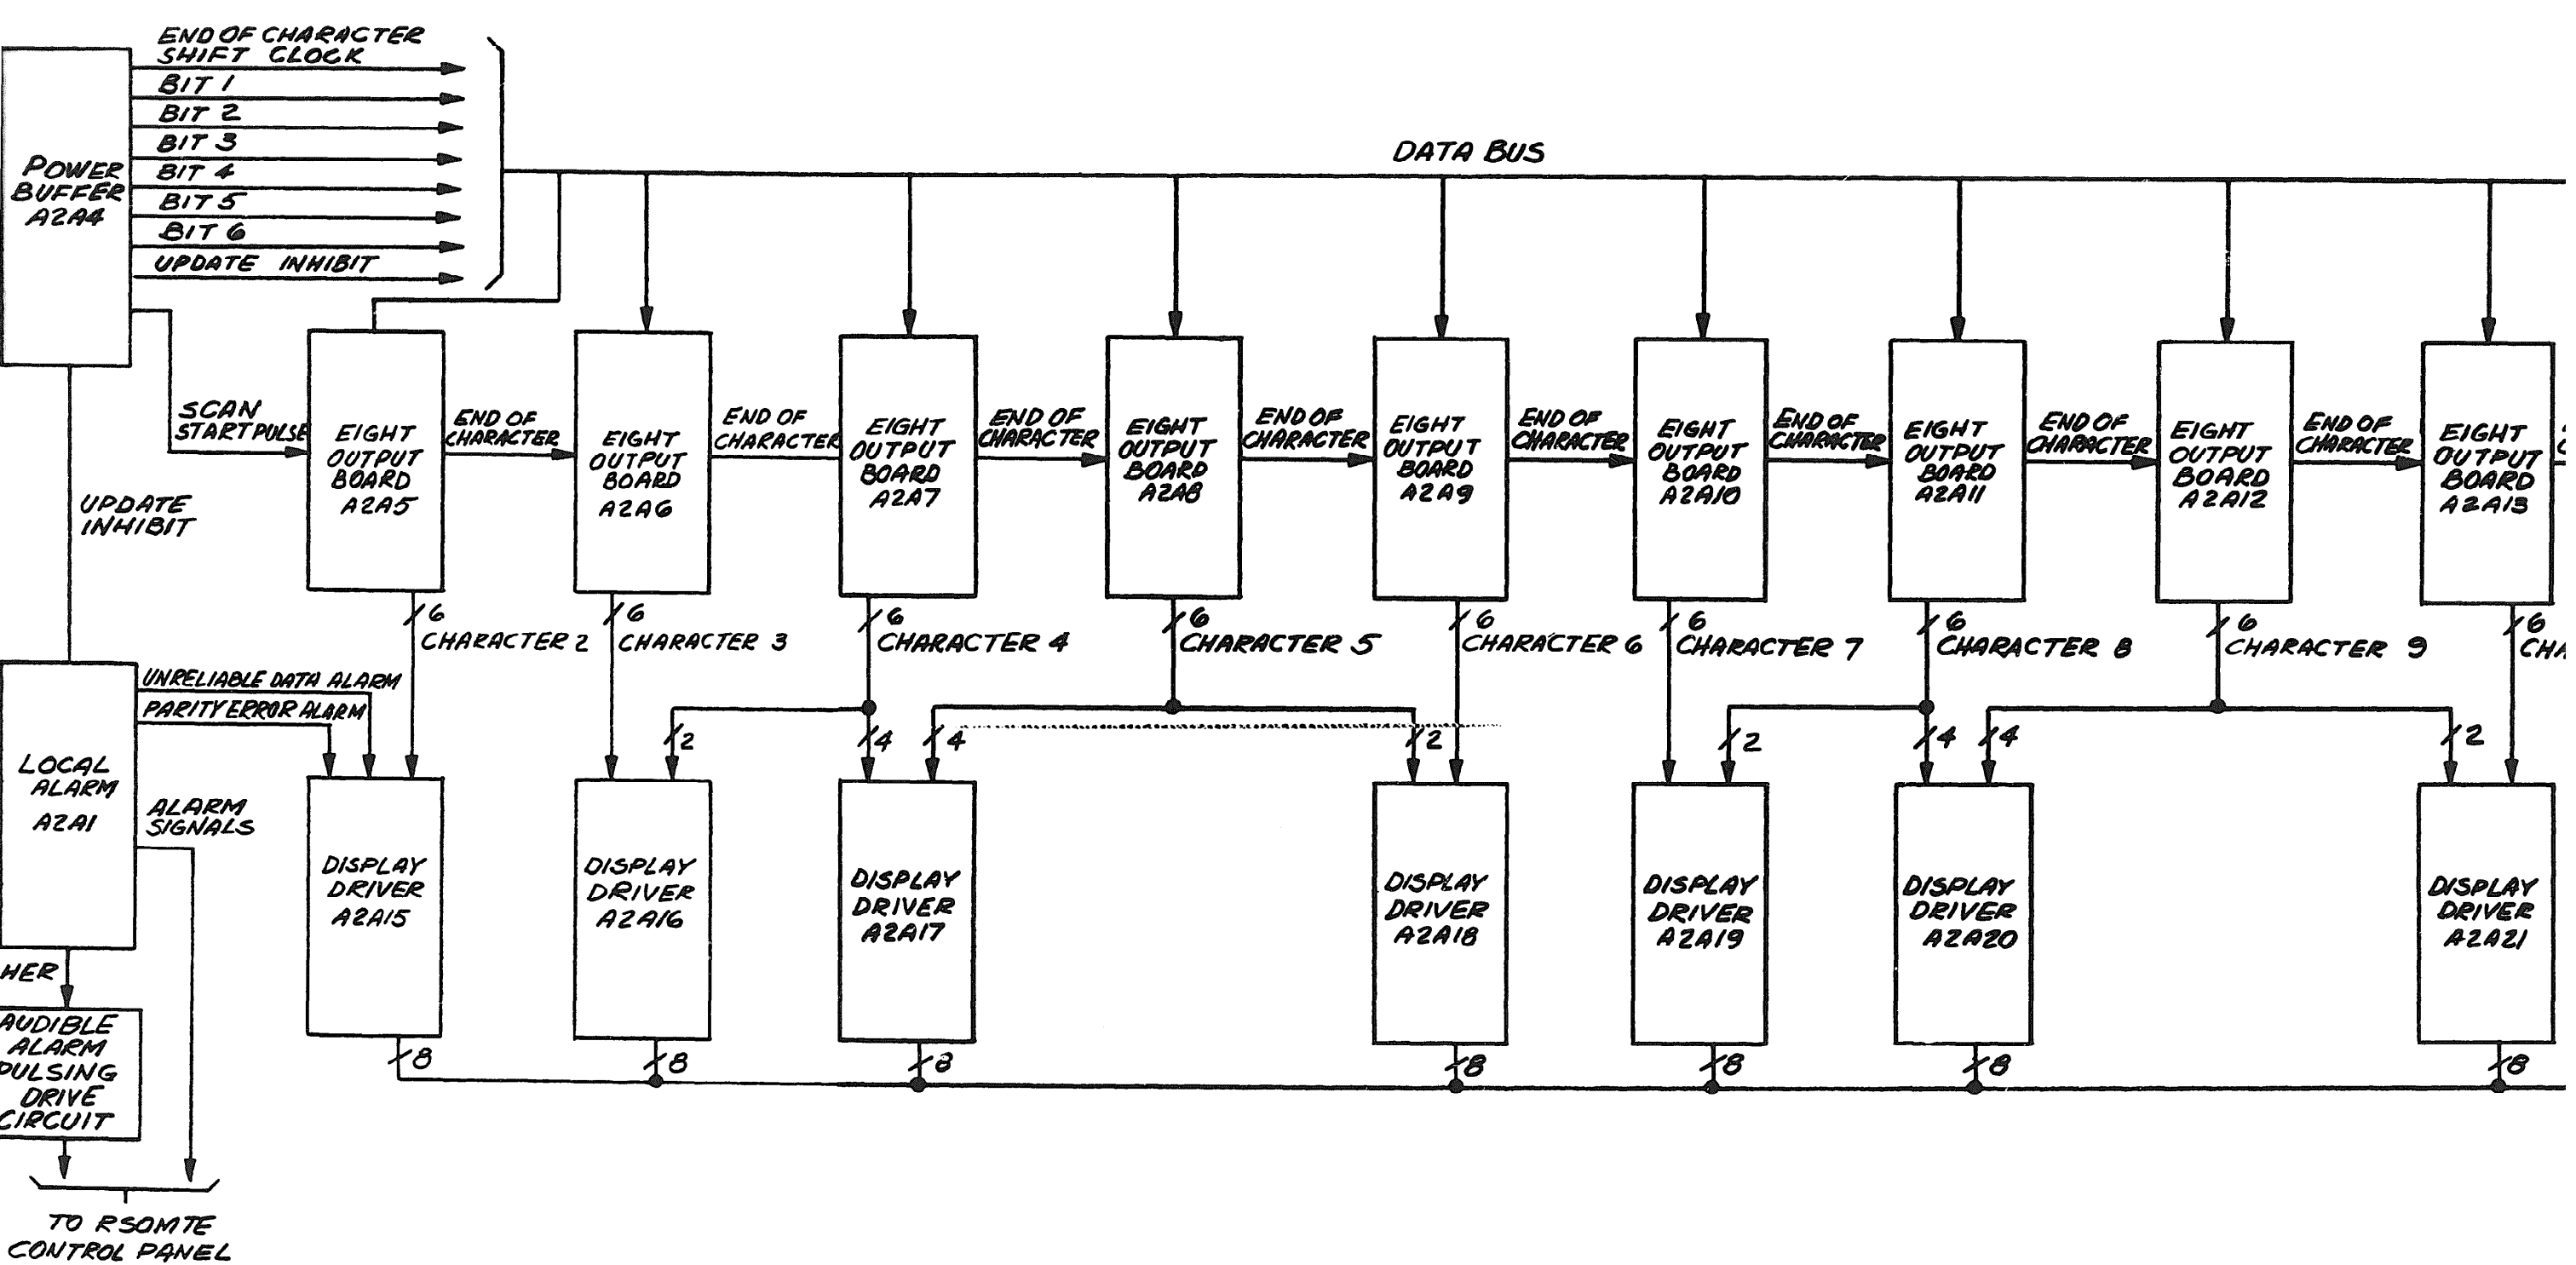 END OF CHARACTER
SHIFT CLOCK
BIT 1
BIT 2
BIT 3
BIT 4
BIT 5
BIT 6
UPDATE INHIBIT
POWER
BUFFER
A2A4
DATA BUS
SCAN
START PULSE
UPDATE
INHIBIT
EIGHT
OUTPUT
BOARD
A2A5
END OF
CHARACTER
EIGHT
OUTPUT
BOARD
A2A6
END OF
CHARACTER
EIGHT
OUTPUT
BOARD
A2A7
END OF
CHARACTER
EIGHT
OUTPUT
BOARD
A2A8
END OF
CHARACTER
EIGHT
OUTPUT
BOARD
A2A9
END OF
CHARACTER
EIGHT
OUTPUT
BOARD
A2A10
END OF
CHARACTER
EIGHT
OUTPUT
BOARD
A2A11
END OF
CHARACTER
EIGHT
OUTPUT
BOARD
A2A12
END OF
CHARACTER
EIGHT
OUTPUT
BOARD
A2A13
6
CHARACTER 2
6
CHARACTER 3
6
CHARACTER 4
6
CHARACTER 5
6
CHARACTER 6
6
CHARACTER 7
6
CHARACTER 8
6
CHARACTER 9
6
CHA
UNRELIABLE DATA ALARM
PARITY ERROR ALARM
2
4
4
2
2
4
4
2
LOCAL
ALARM
A2A1
ALARM
SIGNALS
DISPLAY
DRIVER
A2A15
DISPLAY
DRIVER
A2A16
DISPLAY
DRIVER
A2A17
DISPLAY
DRIVER
A2A18
DISPLAY
DRIVER
A2A19
DISPLAY
DRIVER
A2A20
DISPLAY
DRIVER
A2A21
8
8
8
8
8
8
8
HER
AUDIBLE
ALARM
PULSING
DRIVE
CIRCUIT
TO RSOMTE
CONTROL PANEL